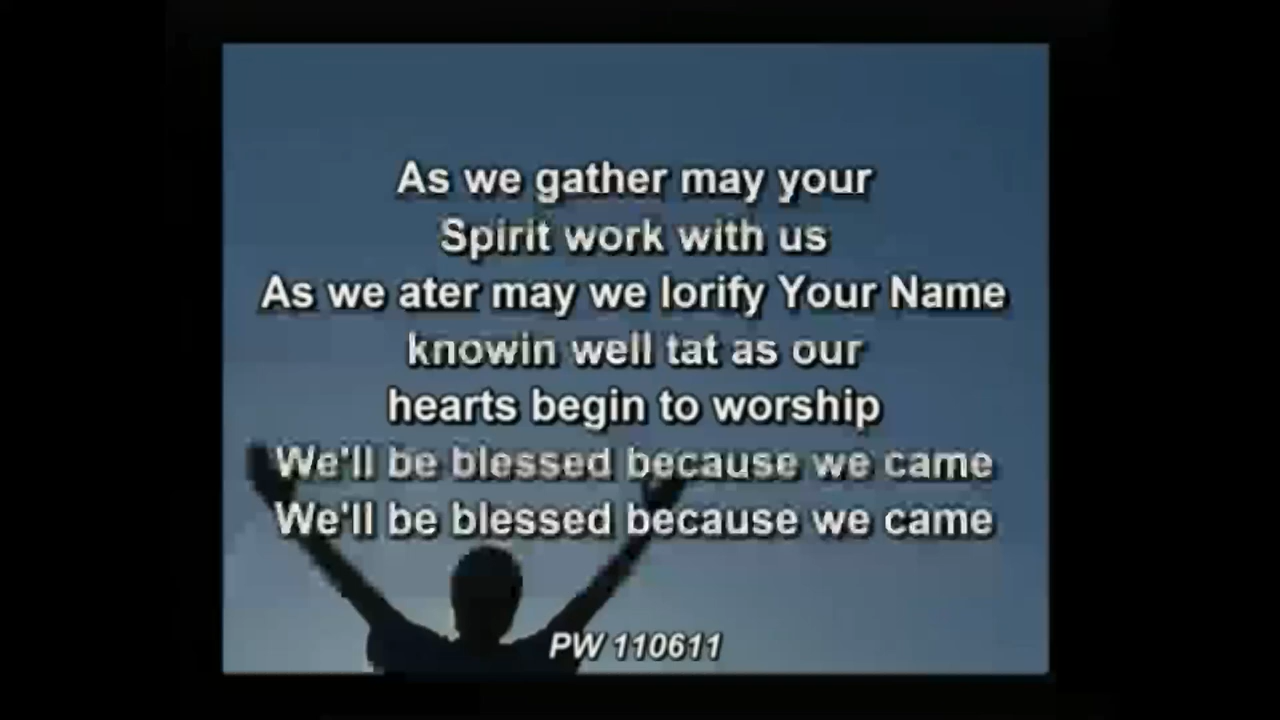 As we gather may your
Spirit work with us
As we ater may we lorify Your Name
knowin well tat as our
hearts begin to worship
We'll be blessed because we came
We'll be blessed because we came
PW 110611